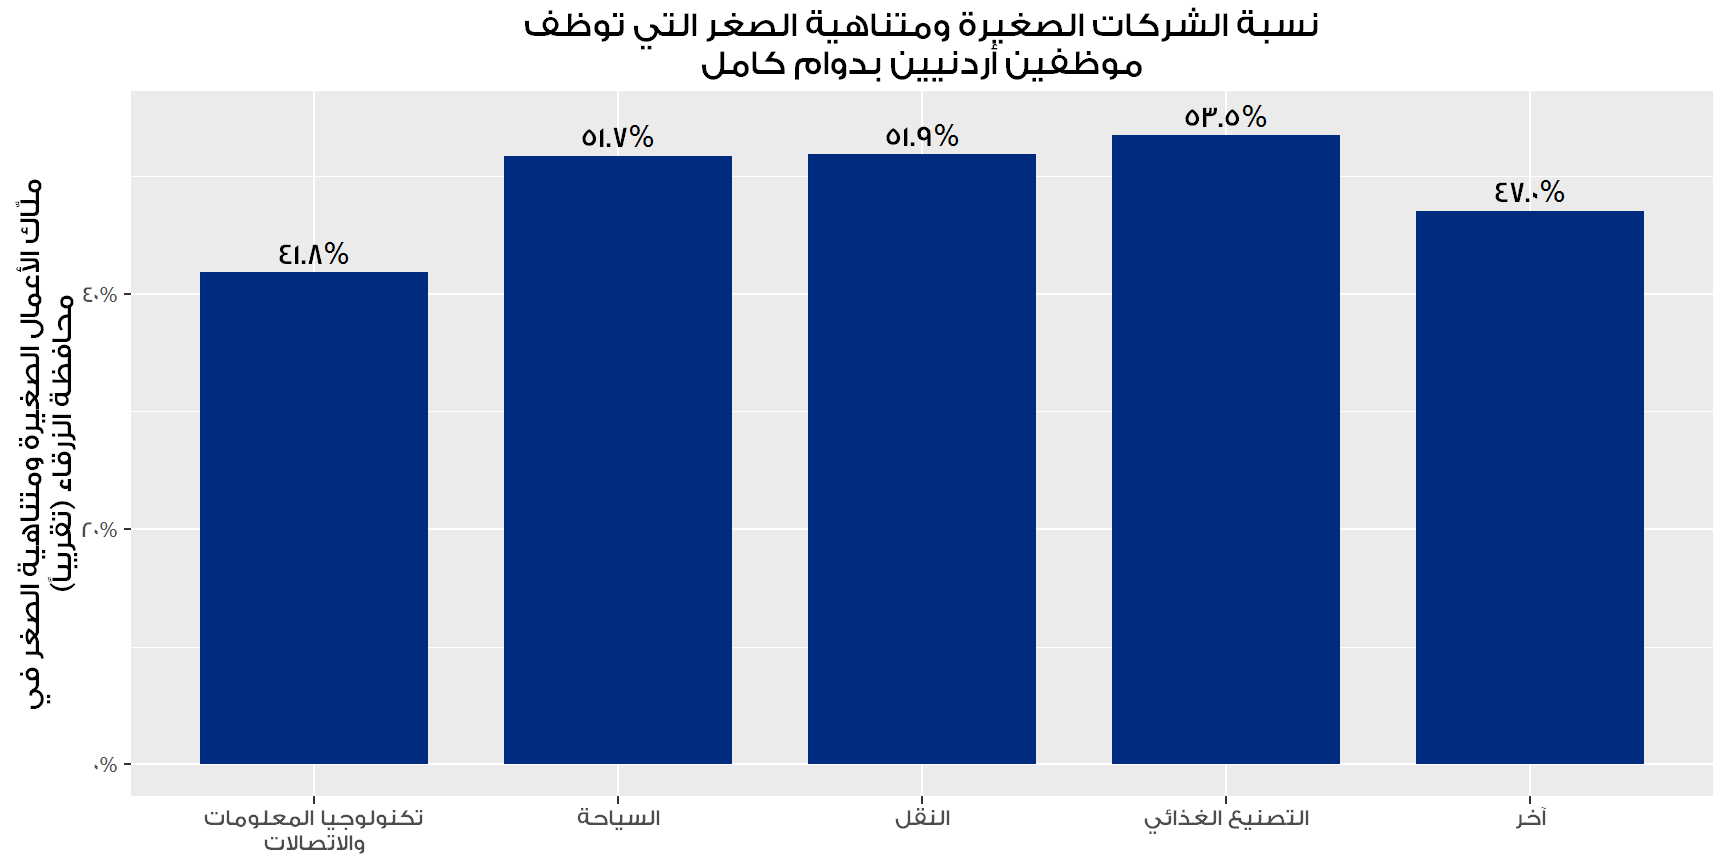 نسبة الشركات الصغيرة ومتناهية الصغر التي توظف
موظفين أردنيين بدوام كامل
ملّاك الأعمال الصغيرة ومتناهية الصغر في
محافظة الزرقاء (تقريباً)
٤٠%
٢٠%
٠%
٤١.٨%
٥١.٧%
٥١.٩%
٥٣.٥%
٤٧.٠%
تكنولوجيا المعلومات
والاتصالات
السياحة
النقل
التصنيع الغذائي
آخر